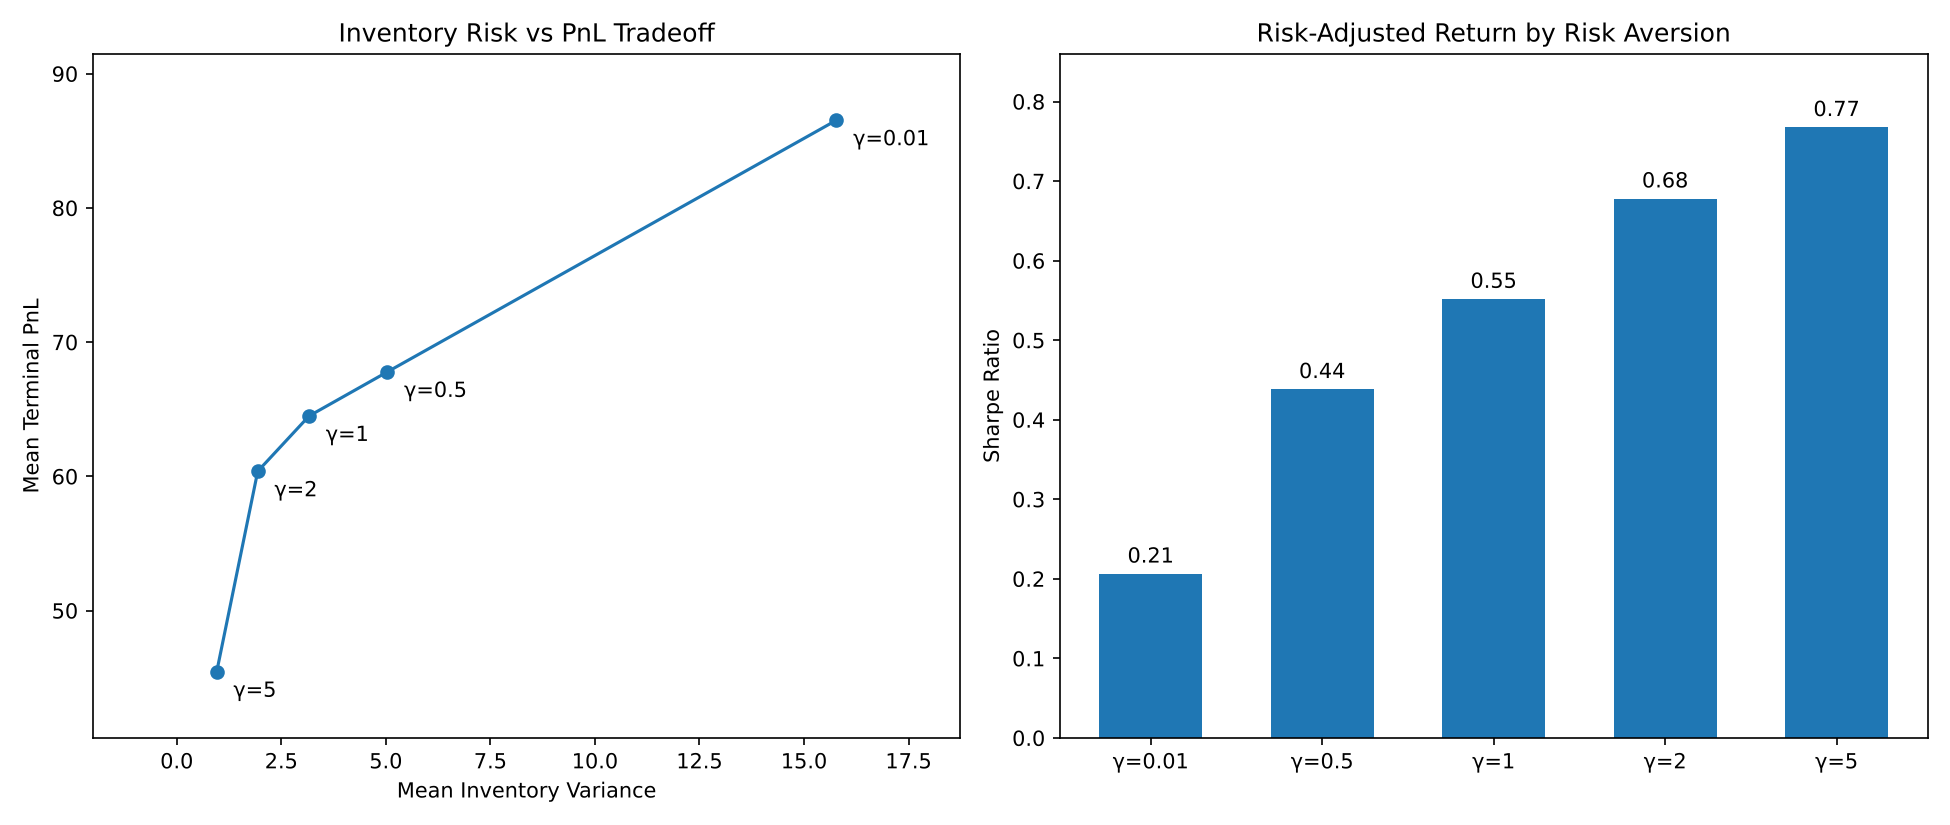 Inventory Risk vs PnL Tradeoff
90
80
70
60
50
Mean Terminal PnL
γ=0.01
γ=0.5
γ=1
γ=2
γ=5
0.0 2.5 5.0 7.5 10.0 12.5 15.0 17.5
Mean Inventory Variance
Risk-Adjusted Return by Risk Aversion
0.8
0.7
0.6
0.5
0.4
0.3
0.2
0.1
0.0
Sharpe Ratio
0.21
0.44
0.55
0.68
0.77
γ=0.01 γ=0.5 γ=1 γ=2 γ=5